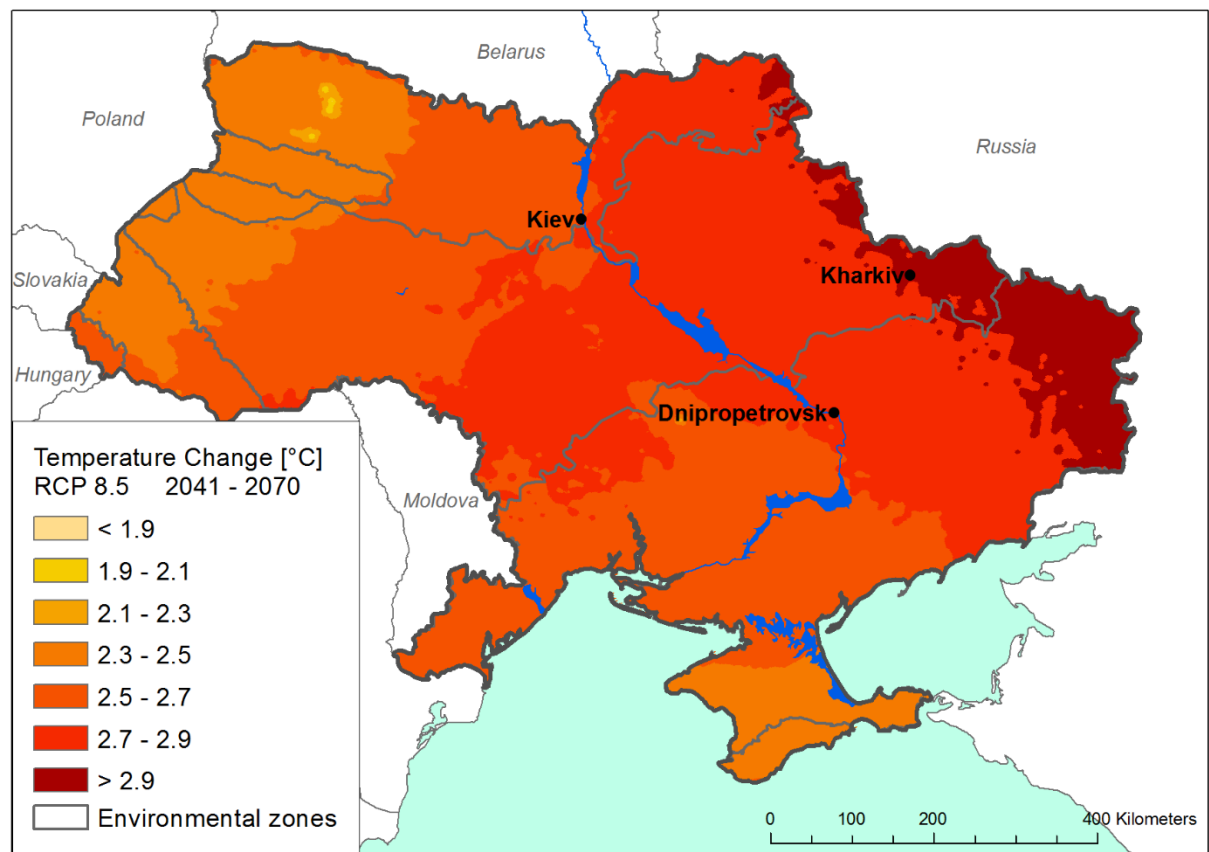 Belarus
Poland
Russia
Kiev
Kharkiv
Slovakia
Hungary
Dnipropetrovsk
Moldova
Temperature Change [°C]
RCP 8.5 2041 - 2070
< 1.9
1.9 - 2.1
2.1 - 2.3
2.3 - 2.5
2.5 - 2.7
2.7 - 2.9
> 2.9
Environmental zones
0 100 200 400 Kilometers